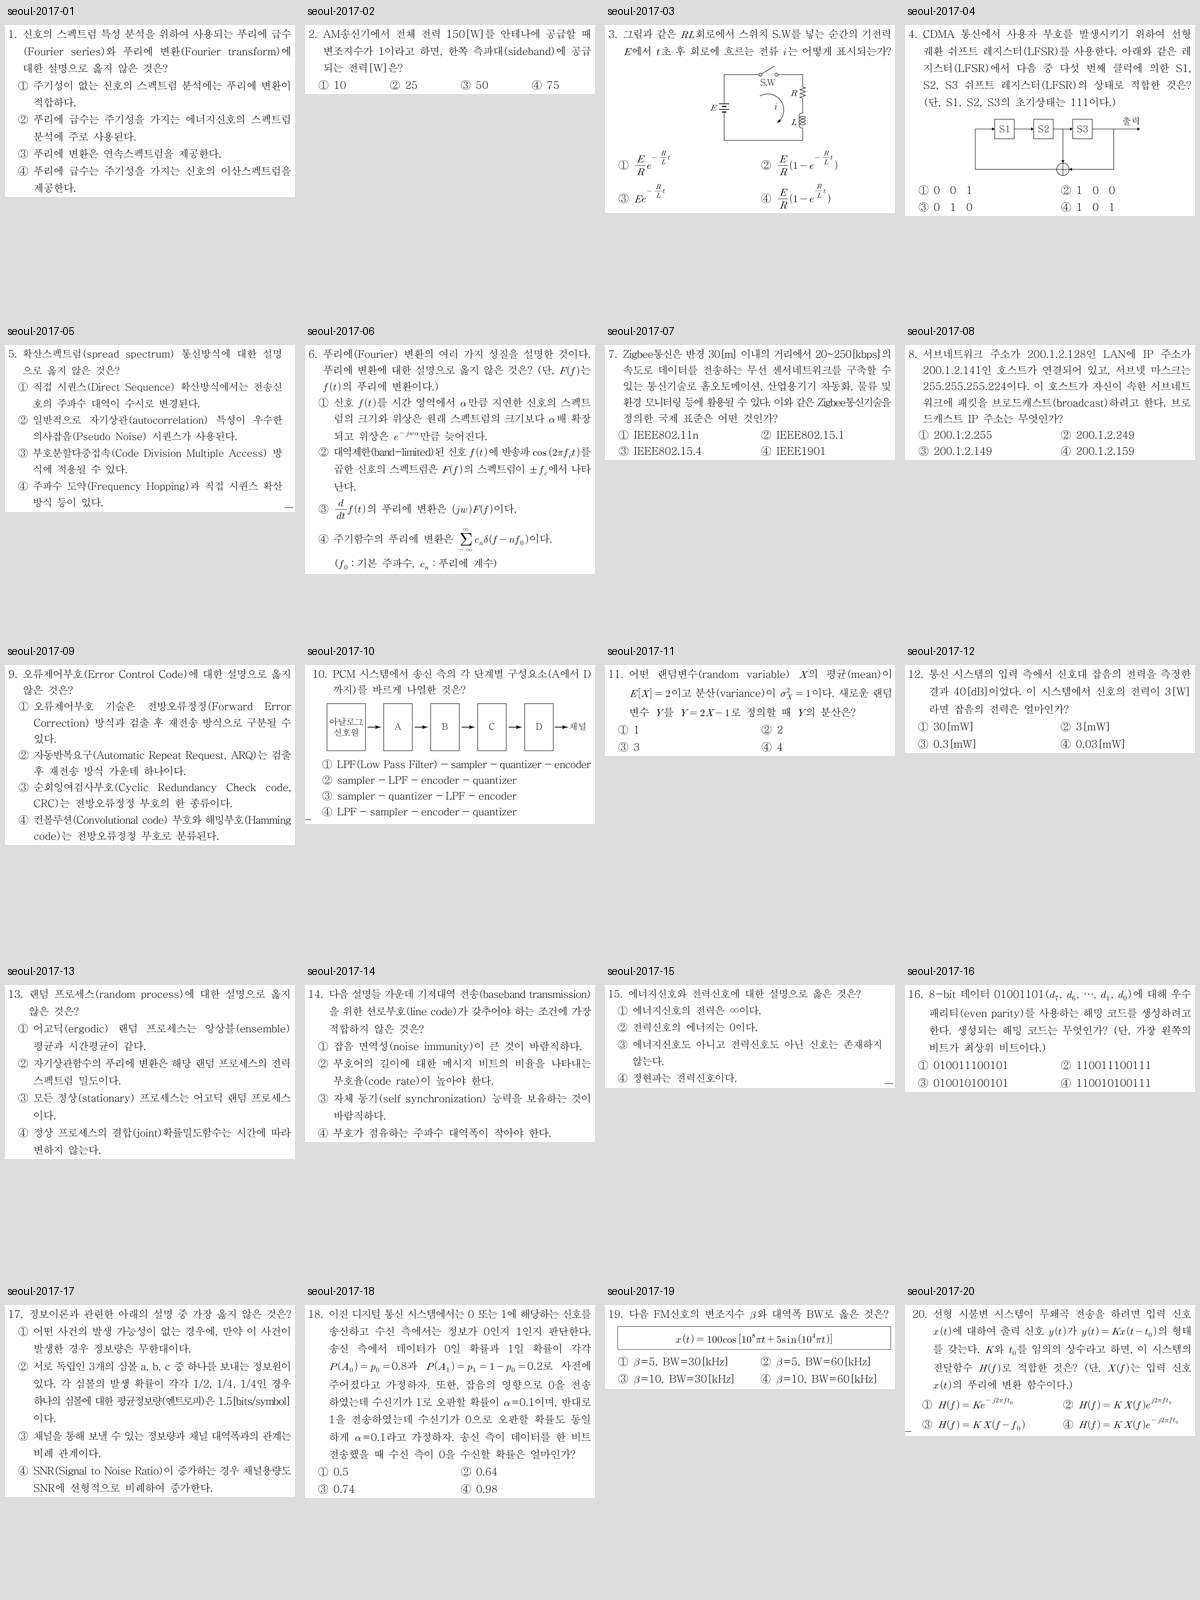 seoul-2017-01
1. 신호의 스펙트럼 특성 분석을 위하여 사용되는 푸리에 급수
(Fourier series)와 푸리에 변환(Fourier transform)에
대한 설명으로 옳지 않은 것은?
① 주기성이 없는 신호의 스펙트럼 분석에는 푸리에 변환이
적합하다.
② 푸리에 급수는 주기성을 가지는 에너지신호의 스펙트럼
분석에 주로 사용된다.
③ 푸리에 변환은 연속스펙트럼을 제공한다.
④ 푸리에 급수는 주기성을 가지는 신호의 이산스펙트럼을
제공한다.
seoul-2017-02
2. AM송신기에서 전체 전력 150[W]를 안테나에 공급할 때
변조지수가 1이라고 하면, 한쪽 측파대(sideband)에 공급
되는 전력[W]은?
① 10 ② 25 ③ 50 ④ 75
seoul-2017-03
3. 그림과 같은 RL회로에서 스위치 S.W를 넣는 순간의 기전력
E에서 t초 후 회로에 흐르는 전류 i는 어떻게 표시되는가?
S.W
E
R
i
L
① E/R e^{-R/L t} ② E/R (1-e^{-R/L t})
③ Ee^{-R/L t} ④ E/R (1-e^{R/L t})
seoul-2017-04
4. CDMA 통신에서 사용자 부호를 발생시키기 위하여 선형
궤환 쉬프트 레지스터(LFSR)를 사용한다. 아래와 같은 레
지스터(LFSR)에서 다음 중 다섯 번째 클럭에 의한 S1,
S2, S3 쉬프트 레지스터(LFSR)의 상태로 적합한 것은?
(단, S1, S2, S3의 초기상태는 111이다.)
S1 S2 S3 출력
① 0 0 1 ② 1 0 0
③ 0 1 0 ④ 1 0 1
seoul-2017-05
5. 확산스펙트럼(spread spectrum) 통신방식에 대한 설명
으로 옳지 않은 것은?
① 직접 시퀀스(Direct Sequence) 확산방식에서는 전송신
호의 주파수 대역이 수시로 변경된다.
② 일반적으로 자기상관(autocorrelation) 특성이 우수한
의사잡음(Pseudo Noise) 시퀀스가 사용된다.
③ 부호분할다중접속(Code Division Multiple Access) 방
식에 적용될 수 있다.
④ 주파수 도약(Frequency Hopping)과 직접 시퀀스 확산
방식 등이 있다.
seoul-2017-06
6. 푸리에(Fourier) 변환의 여러 가지 성질을 설명한 것이다.
푸리에 변환에 대한 설명으로 옳지 않은 것은? (단, F(f)는
f(t)의 푸리에 변환이다.)
① 신호 f(t)를 시간 영역에서 α만큼 지연한 신호의 스펙트
럼의 크기와 위상은 원래 스펙트럼의 크기보다 α배 확장
되고 위상은 e^{-jwα}만큼 늦어진다.
② 대역제한(band-limited)된 신호 f(t)에 반송파 cos(2πf_c t)를
곱한 신호의 스펙트럼은 F(f)의 스펙트럼이 ±f_c에서 나타
난다.
③ d/dt f(t)의 푸리에 변환은 (jw)F(f)이다.
④ 주기함수의 푸리에 변환은 ∑_{-∞}^{∞} c_n δ(f-nf_0)이다.
(f_0 : 기본 주파수, c_n : 푸리에 계수)
seoul-2017-07
7. Zigbee통신은 반경 30[m] 이내의 거리에서 20~250[kbps]의
속도로 데이터를 전송하는 무선 센서네트워크를 구축할 수
있는 통신기술로 홈오토메이션, 산업용기기 자동화, 물류 및
환경 모니터링 등에 활용될 수 있다. 이와 같은 Zigbee통신기술을
정의한 국제 표준은 어떤 것인가?
① IEEE802.11n ② IEEE802.15.1
③ IEEE802.15.4 ④ IEEE1901
seoul-2017-08
8. 서브네트워크 주소가 200.1.2.128인 LAN에 IP 주소가
200.1.2.141인 호스트가 연결되어 있고, 서브넷 마스크는
255.255.255.224이다. 이 호스트가 자신이 속한 서브네트
워크에 패킷을 브로드캐스트(broadcast)하려고 한다. 브로
드캐스트 IP 주소는 무엇인가?
① 200.1.2.255 ② 200.1.2.249
③ 200.1.2.149 ④ 200.1.2.159
seoul-2017-09
9. 오류제어부호(Error Control Code)에 대한 설명으로 옳지
않은 것은?
① 오류제어부호 기술은 전방오류정정(Forward Error
Correction) 방식과 검출 후 재전송 방식으로 구분될 수
있다.
② 자동반복요구(Automatic Repeat Request, ARQ)는 검출
후 재전송 방식 가운데 하나이다.
③ 순회잉여검사부호(Cyclic Redundancy Check code,
CRC)는 전방오류정정 부호의 한 종류이다.
④ 컨볼루션(Convolutional code) 부호와 해밍부호(Hamming
code)는 전방오류정정 부호로 분류된다.
seoul-2017-10
10. PCM 시스템에서 송신 측의 각 단계별 구성요소(A에서 D
까지)를 바르게 나열한 것은?
아날로그
신호원
A B C D 채널
① LPF(Low Pass Filter) - sampler - quantizer - encoder
② sampler - LPF - encoder - quantizer
③ sampler - quantizer - LPF - encoder
④ LPF - sampler - encoder - quantizer
seoul-2017-11
11. 어떤 랜덤변수(random variable) X의 평균(mean)이
E[X]=2이고 분산(variance)이 σ_X^2=1이다. 새로운 랜덤
변수 Y를 Y=2X-1로 정의할 때 Y의 분산은?
① 1 ② 2
③ 3 ④ 4
seoul-2017-12
12. 통신 시스템의 입력 측에서 신호대 잡음의 전력을 측정한
결과 40[dB]이었다. 이 시스템에서 신호의 전력이 3[W]
라면 잡음의 전력은 얼마인가?
① 30[mW] ② 3[mW]
③ 0.3[mW] ④ 0.03[mW]
seoul-2017-13
13. 랜덤 프로세스(random process)에 대한 설명으로 옳지
않은 것은?
① 어고딕(ergodic) 랜덤 프로세스는 앙상블(ensemble)
평균과 시간평균이 같다.
② 자기상관함수의 푸리에 변환은 해당 랜덤 프로세스의 전력
스펙트럼 밀도이다.
③ 모든 정상(stationary) 프로세스는 어고딕 랜덤 프로세스
이다.
④ 정상 프로세스의 결합(joint)확률밀도함수는 시간에 따라
변하지 않는다.
seoul-2017-14
14. 다음 설명들 가운데 기저대역 전송(baseband transmission)
을 위한 선로부호(line code)가 갖추어야 하는 조건에 가장
적합하지 않은 것은?
① 잡음 면역성(noise immunity)이 큰 것이 바람직하다.
② 부호어의 길이에 대한 메시지 비트의 비율을 나타내는
부호율(code rate)이 높아야 한다.
③ 자체 동기(self synchronization) 능력을 보유하는 것이
바람직하다.
④ 부호가 점유하는 주파수 대역폭이 작아야 한다.
seoul-2017-15
15. 에너지신호와 전력신호에 대한 설명으로 옳은 것은?
① 에너지신호의 전력은 ∞이다.
② 전력신호의 에너지는 0이다.
③ 에너지신호도 아니고 전력신호도 아닌 신호는 존재하지
않는다.
④ 정현파는 전력신호이다.
seoul-2017-16
16. 8-bit 데이터 01001101(d_7, d_6, …, d_1, d_0)에 대해 우수
패리티(even parity)를 사용하는 해밍 코드를 생성하려고
한다. 생성되는 해밍 코드는 무엇인가? (단, 가장 왼쪽의
비트가 최상위 비트이다.)
① 010011100101 ② 110011100111
③ 010010100101 ④ 110010100111
seoul-2017-17
17. 정보이론과 관련한 아래의 설명 중 가장 옳지 않은 것은?
① 어떤 사건의 발생 가능성이 없는 경우에, 만약 이 사건이
발생한 경우 정보량은 무한대이다.
② 서로 독립인 3개의 심볼 a, b, c 중 하나를 보내는 정보원이
있다. 각 심볼의 발생 확률이 각각 1/2, 1/4, 1/4인 경우
하나의 심볼에 대한 평균정보량(엔트로피)은 1.5[bits/symbol]
이다.
③ 채널을 통해 보낼 수 있는 정보량과 채널 대역폭과의 관계는
비례 관계이다.
④ SNR(Signal to Noise Ratio)이 증가하는 경우 채널용량도
SNR에 선형적으로 비례하여 증가한다.
seoul-2017-18
18. 이진 디지털 통신 시스템에서는 0 또는 1에 해당하는 신호를
송신하고 수신 측에서는 정보가 0인지 1인지 판단한다.
송신 측에서 데이터가 0일 확률과 1일 확률이 각각
P(A_0)=p_0=0.8과 P(A_1)=p_1=1-p_0=0.2로 사전에
주어졌다고 가정하자. 또한, 잡음의 영향으로 0을 전송
하였는데 수신기가 1로 오판할 확률이 α=0.1이며, 반대로
1을 전송하였는데 수신기가 0으로 오판할 확률도 동일
하게 α=0.1라고 가정하자. 송신 측이 데이터를 한 비트
전송했을 때 수신 측이 0을 수신할 확률은 얼마인가?
① 0.5 ② 0.64
③ 0.74 ④ 0.98
seoul-2017-19
19. 다음 FM신호의 변조지수 β와 대역폭 BW로 옳은 것은?
x(t)=100cos[10^8πt+5sin(10^4πt)]
① β=5, BW=30[kHz] ② β=5, BW=60[kHz]
③ β=10, BW=30[kHz] ④ β=10, BW=60[kHz]
seoul-2017-20
20. 선형 시불변 시스템이 무왜곡 전송을 하려면 입력 신호
x(t)에 대하여 출력 신호 y(t)가 y(t)=Kx(t-t_0)의 형태
를 갖는다. K와 t_0를 임의의 상수라고 하면, 이 시스템의
전달함수 H(f)로 적합한 것은? (단, X(f)는 입력 신호
x(t)의 푸리에 변환 함수이다.)
① H(f)=Ke^{-j2πft_0} ② H(f)=KX(f)e^{j2πft_0}
③ H(f)=KX(f-f_0) ④ H(f)=KX(f)e^{-j2πft_0}